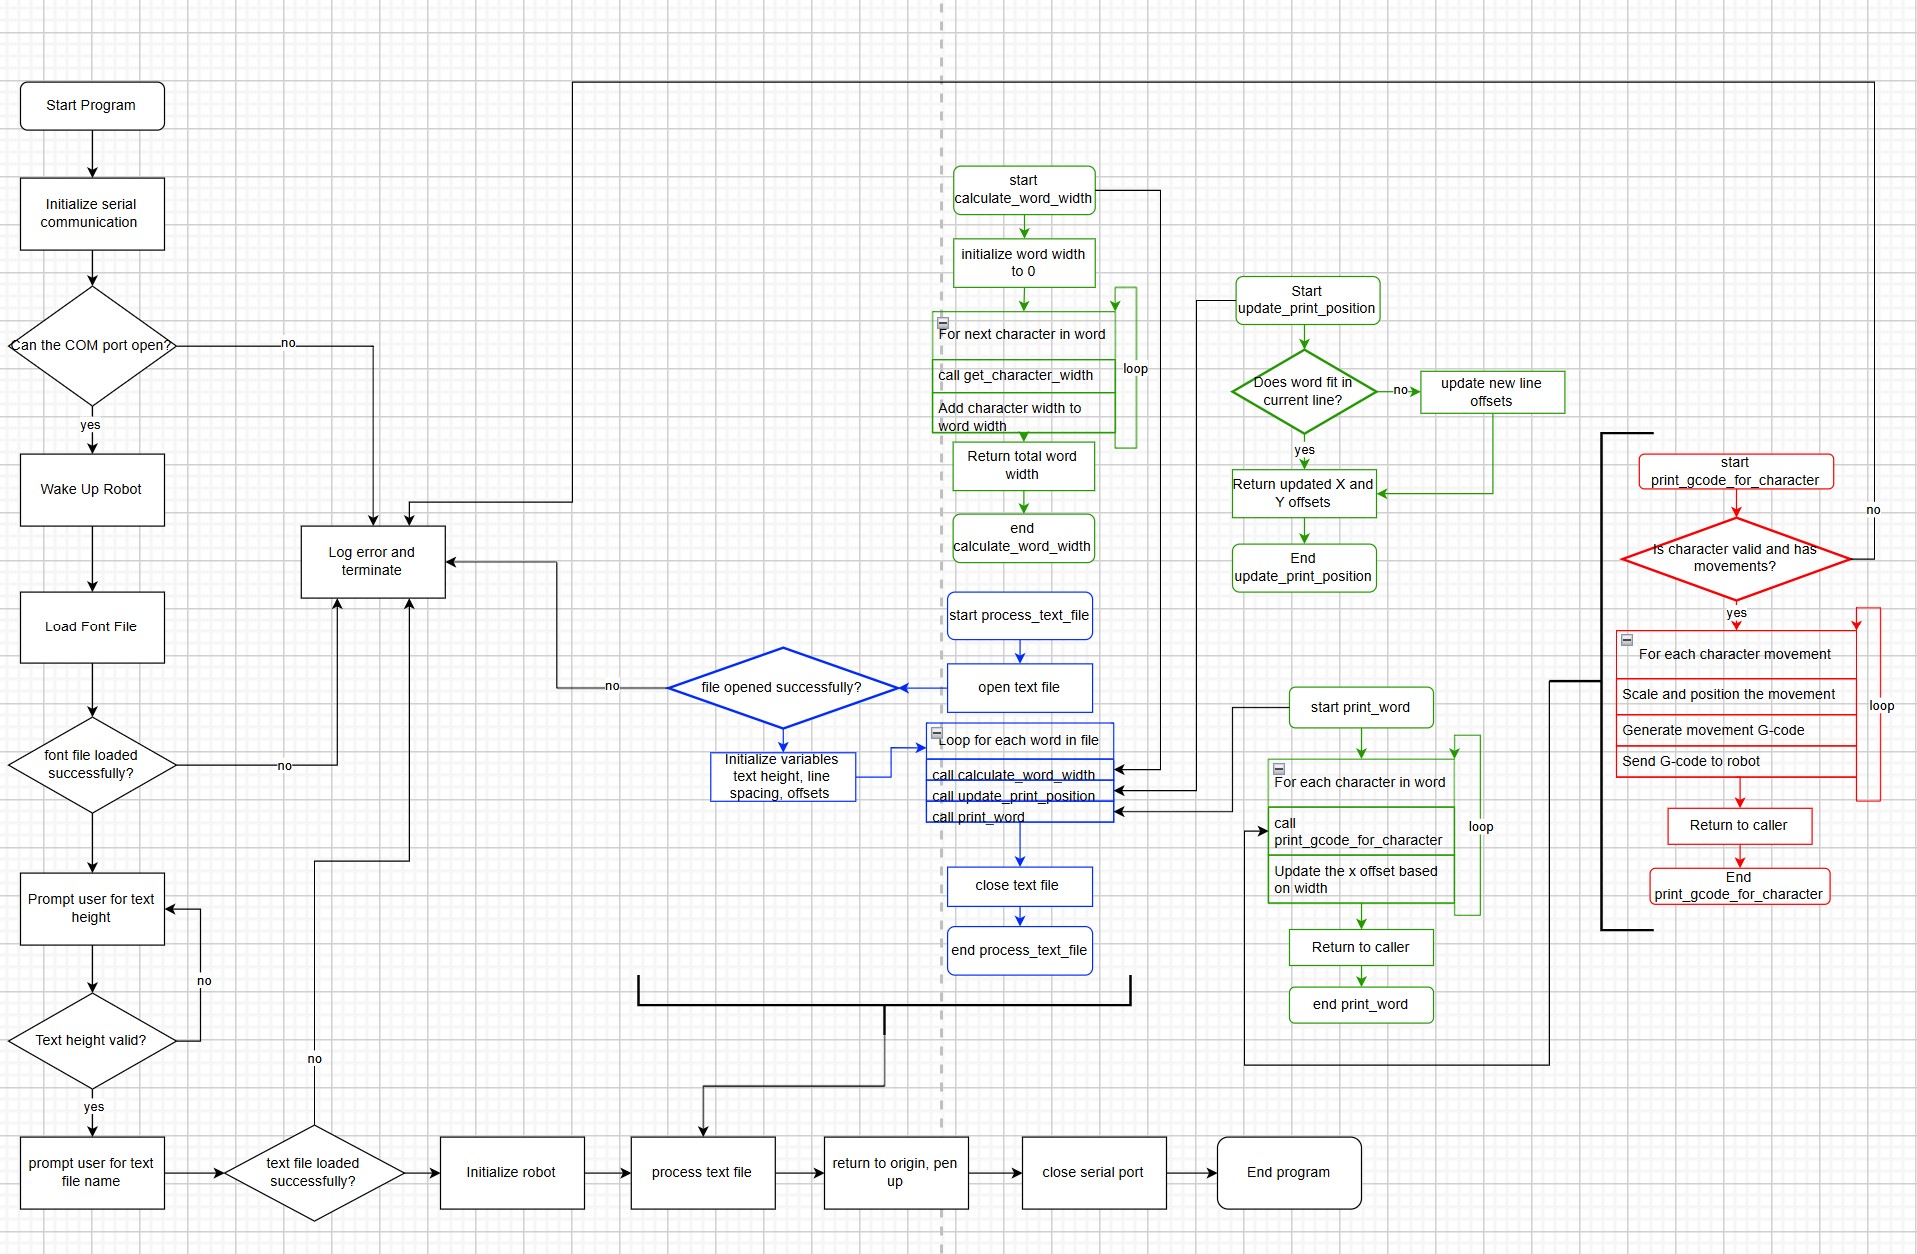 Start Program
Initialize serial
communication
Can the COM port open?
no
yes
Wake Up Robot
Load Font File
font file loaded
successfully?
no
Prompt user for text
height
no
Text height valid?
yes
prompt user for text
file name
Log error and
terminate
no
text file loaded
successfully?
Initialize robot
process text file
return to origin, pen
up
close serial port
End program
start
calculate_word_width
initialize word width
to 0
For next character in word
call get_character_width
Add character width to
word width
loop
Return total word
width
end
calculate_word_width
start process_text_file
open text file
file opened successfully?
no
Initialize variables
text height, line
spacing, offsets
Loop for each word in file
call calculate_word_width
call update_print_position
call print_word
close text file
end process_text_file
Start
update_print_position
Does word fit in
current line?
no
update new line
offsets
yes
Return updated X and
Y offsets
End
update_print_position
start print_word
For each character in word
call
print_gcode_for_character
Update the x offset based
on width
loop
Return to caller
end print_word
start
print_gcode_for_character
no
Is character valid and has
movements?
yes
For each character movement
Scale and position the movement
Generate movement G-code
Send G-code to robot
loop
Return to caller
End
print_gcode_for_character